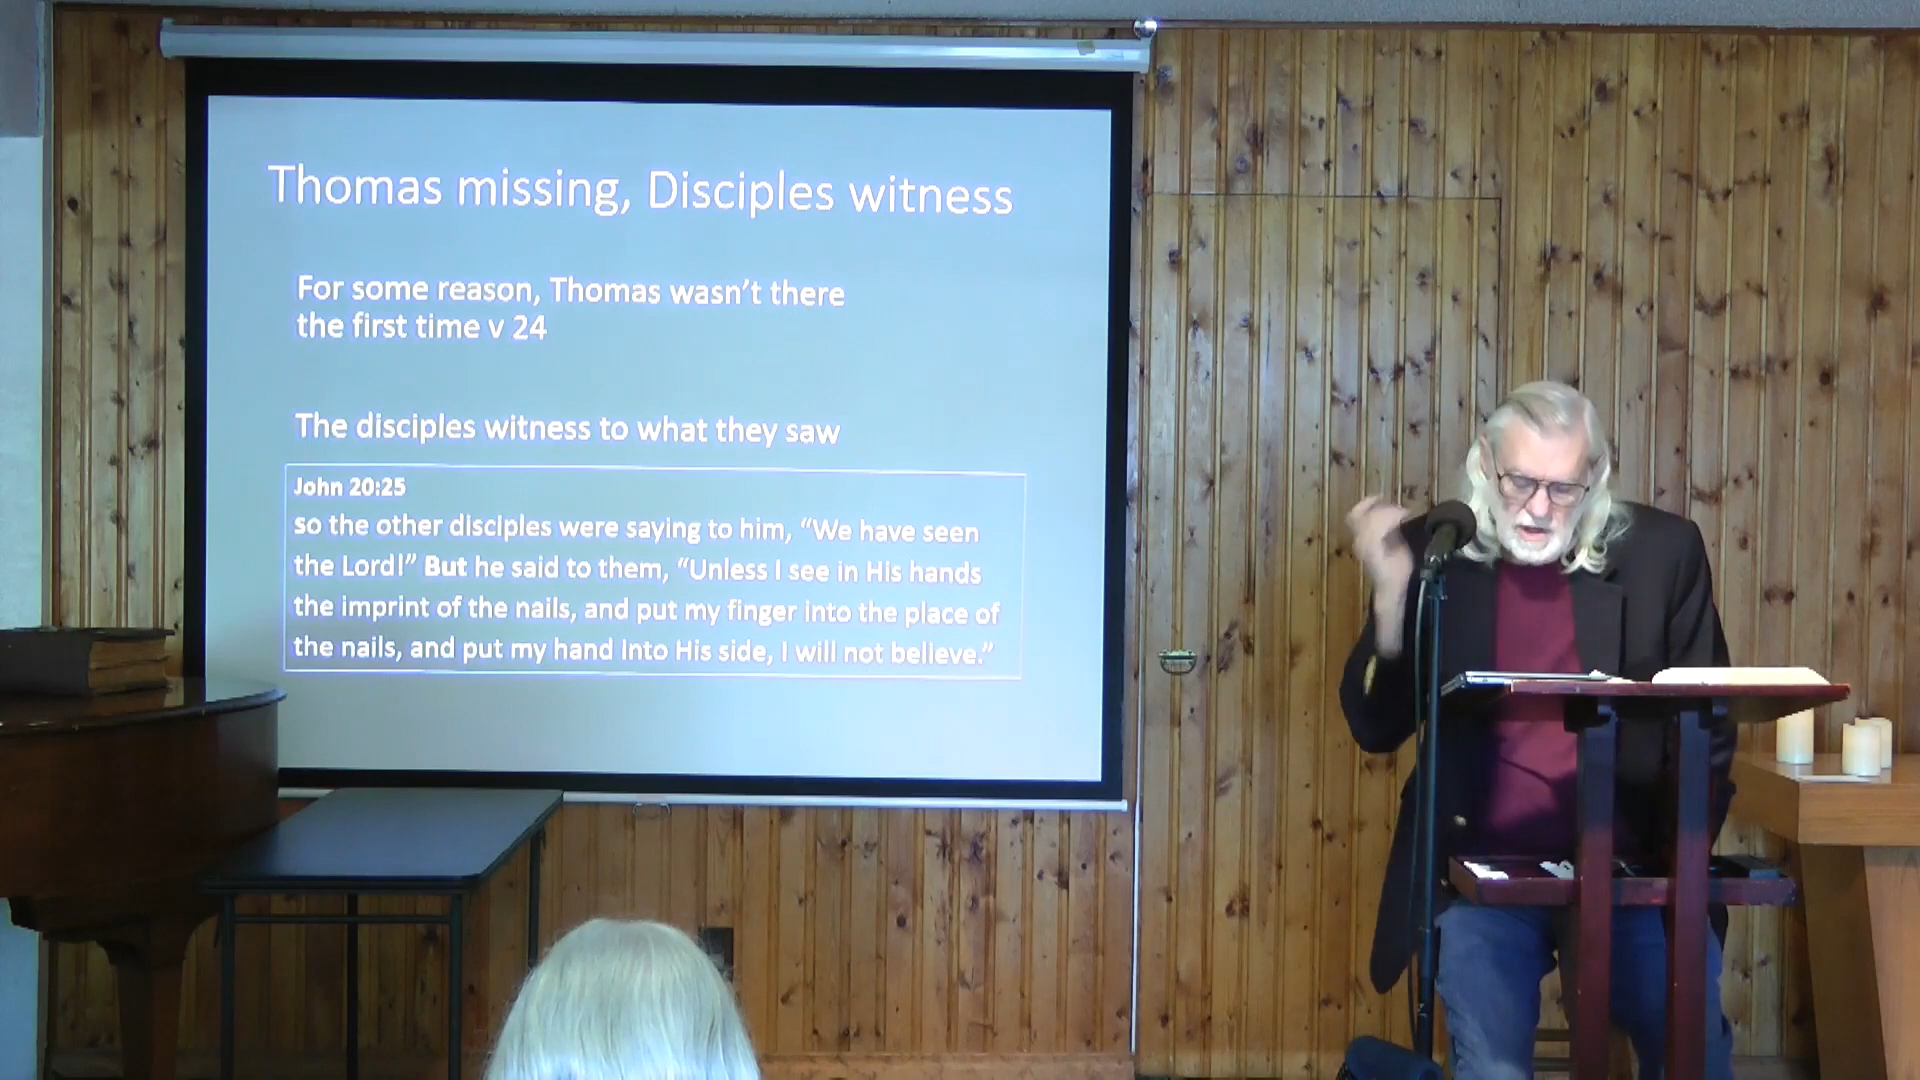 Thomas missing, Disciples witness
For some reason, Thomas wasn't there
the first time v 24
The disciples witness to what they saw
John 20:25
so the other disciples were saying to him, “We have seen
the Lord!” But he said to them, “Unless I see in His hands
the imprint of the nails, and put my finger into the place of
the nails, and put my hand into His side, I will not believe.”